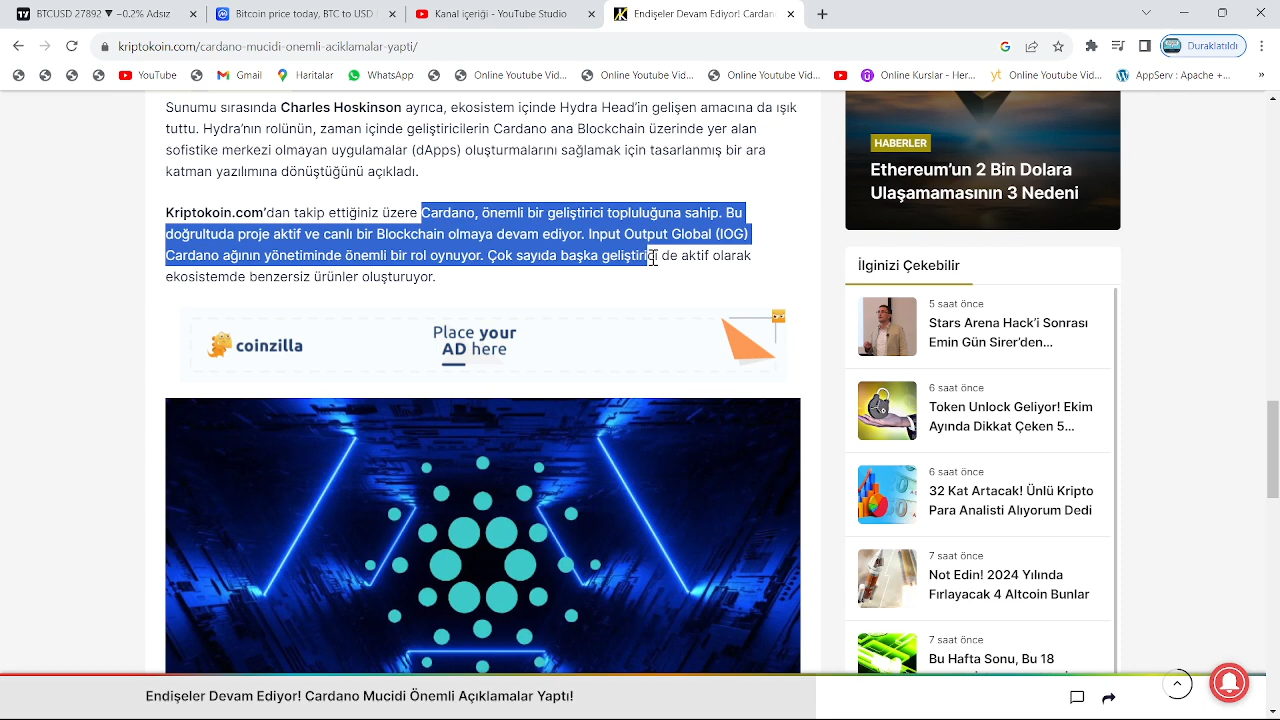 BTCUSD 27892 ▼ −0.2% Adsız
Bitcoin price today, BTC to USD
Kanal içeriği - YouTube Studio
Endişeler Devam Ediyor! Cardano
kriptokoin.com/cardano-mucidi-onemli-aciklamalar-yapti/
Duraklatıldı
YouTube
Gmail
Haritalar
WhatsApp
Online Youtube Vid...
Online Youtube Vid...
Online Youtube Vid...
Online Kurslar - Her...
Online Youtube Vid...
AppServ : Apache +...
Sunumu sırasında Charles Hoskinson ayrıca, ekosistem içinde Hydra Head'in gelişen amacına da ışık
tuttu. Hydra'nın rolünün, zaman içinde geliştiricilerin Cardano ana Blockchain üzerinde yer alan
merkezi olmayan uygulamalar (dApps) oluşturmalarını sağlamak için tasarlanmış bir ara
katman yazılımına dönüştüğünü açıkladı.
Kriptokoin.com'dan takip ettiğiniz üzere Cardano, önemli bir geliştirici topluluğuna sahip. Bu
doğrultuda proje aktif ve canlı bir Blockchain olmaya devam ediyor. Input Output Global (IOG)
Cardano ağının yönetiminde önemli bir rol oynuyor. Çok sayıda başka geliştirici de aktif olarak
ekosistemde benzersiz ürünler oluşturuyor.
coinzilla
Place your
AD here
HABERLER
Ethereum'un 2 Bin Dolara
Ulaşamamasının 3 Nedeni
İlginizi Çekebilir
5 saat önce
Stars Arena Hack'i Sonrası
Emin Gün Sirer'den...
6 saat önce
Token Unlock Geliyor! Ekim
Ayında Dikkat Çeken 5...
6 saat önce
32 Kat Artacak! Ünlü Kripto
Para Analisti Alıyorum Dedi
7 saat önce
Not Edin! 2024 Yılında
Fırlayacak 4 Altcoin Bunlar
7 saat önce
Bu Hafta Sonu, Bu 18
Endişeler Devam Ediyor! Cardano Mucidi Önemli Açıklamalar Yaptı!